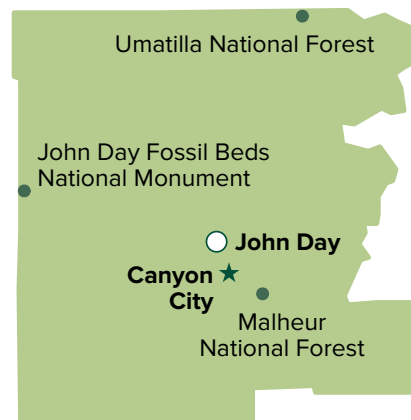 Umatilla National Forest
John Day Fossil Beds
National Monument
John Day
Canyon
City
Malheur
National Forest